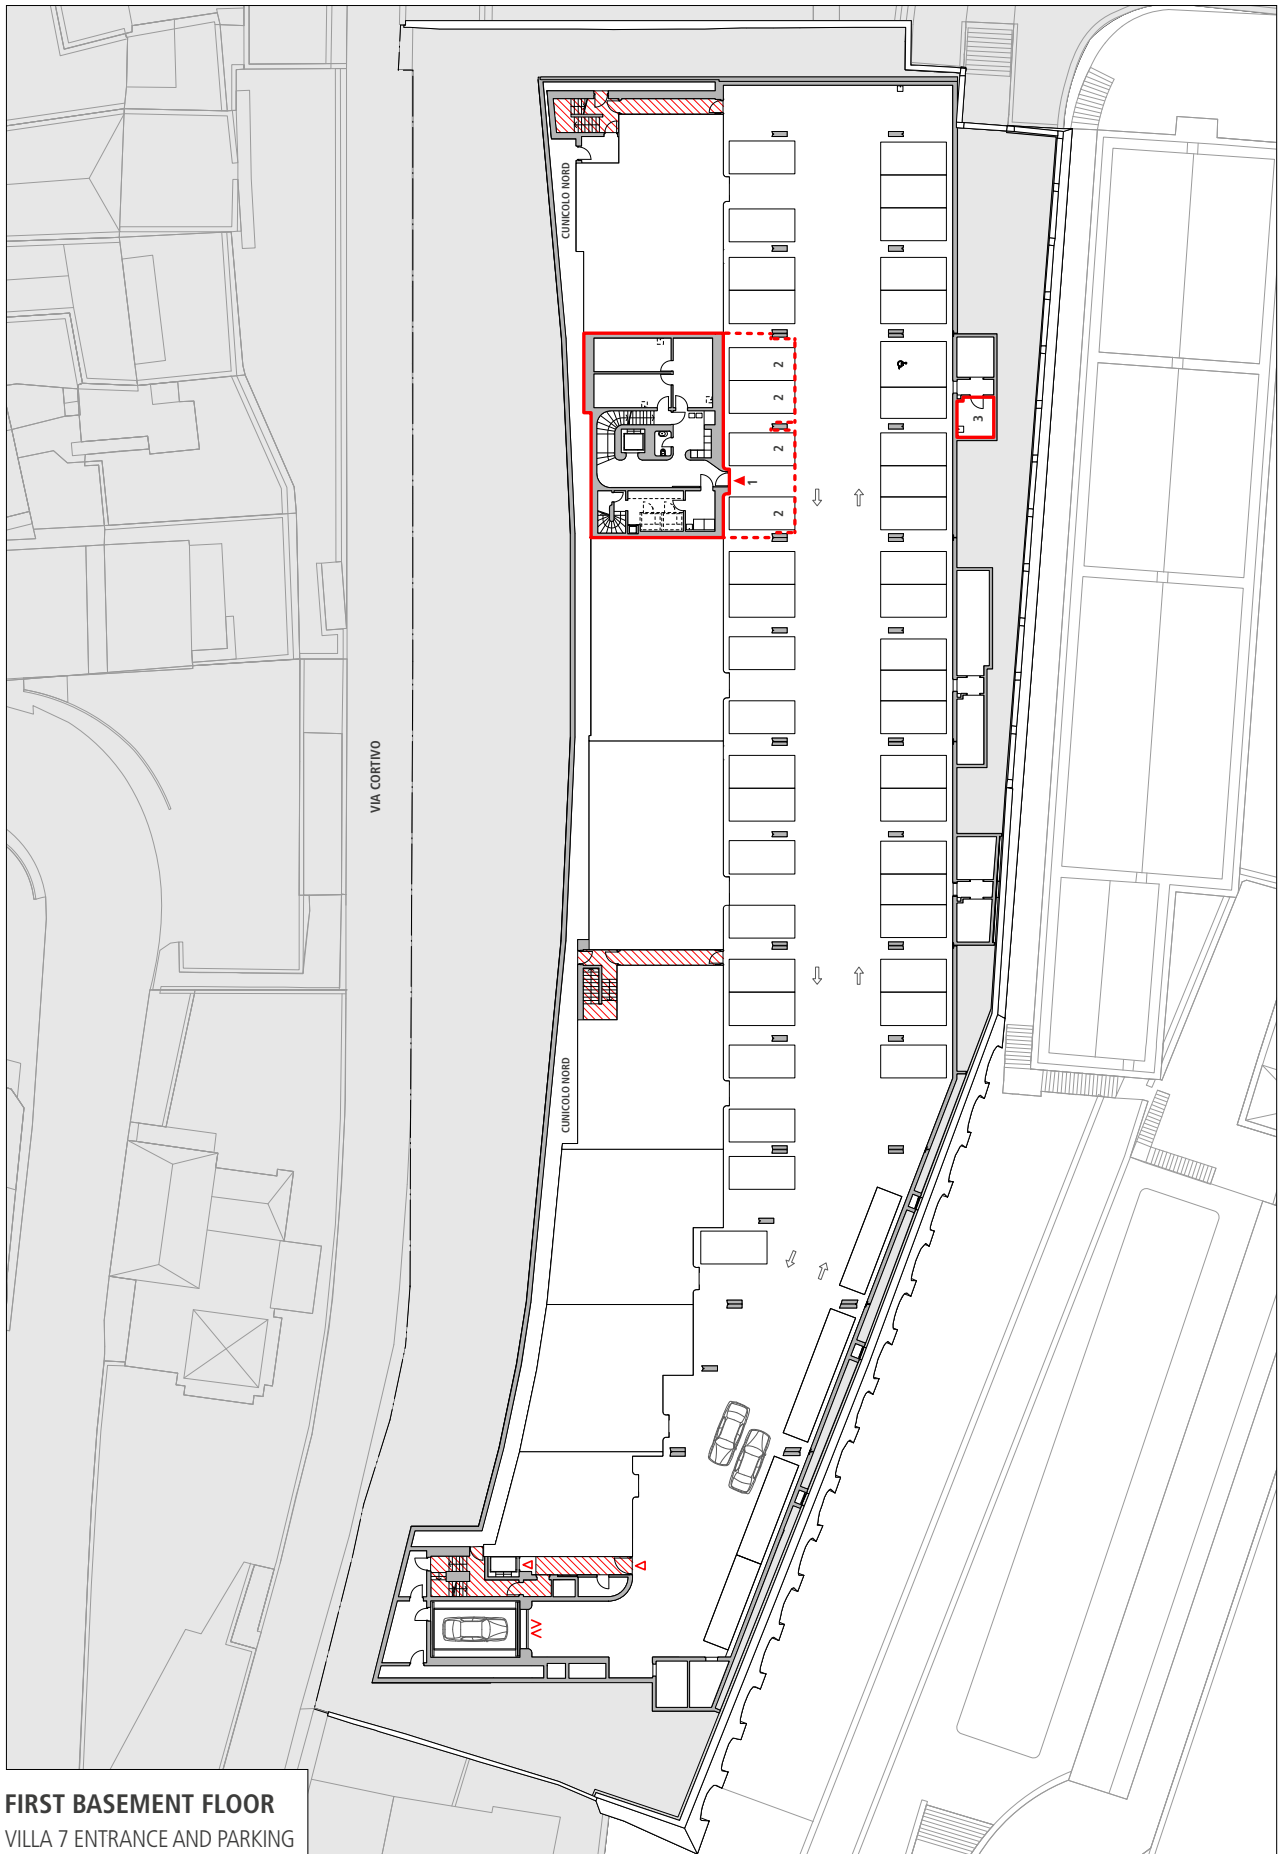 CUNICOLO NORD
2
2
3
2
1
2
VIA CORTIVO
CUNICOLO NORD
FIRST BASEMENT FLOOR
VILLA 7 ENTRANCE AND PARKING